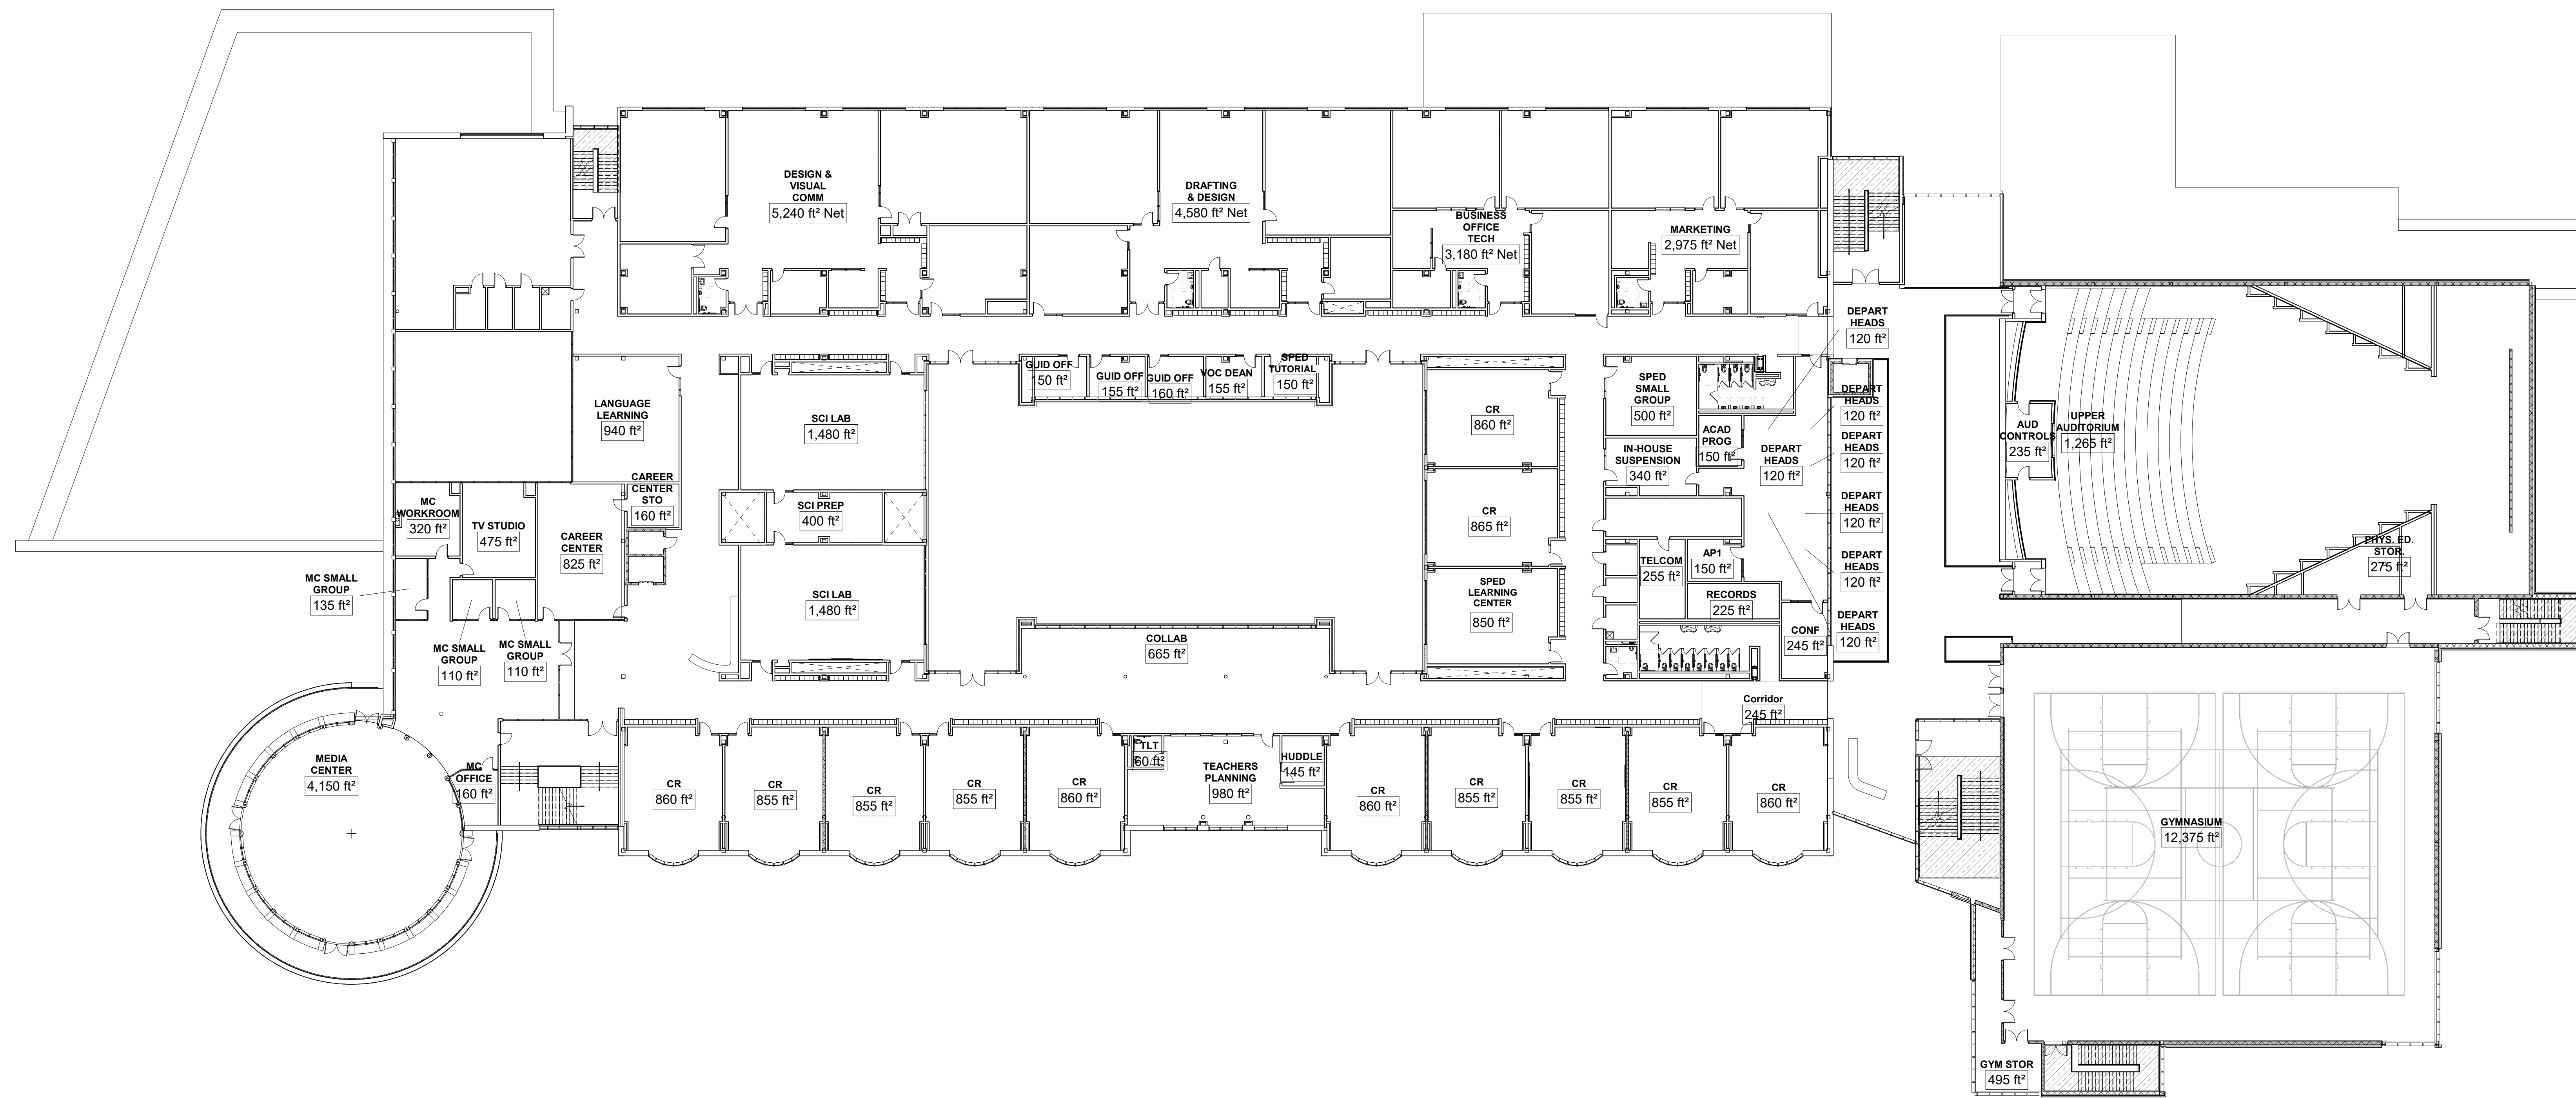 DESIGN &
VISUAL
COMM
5,240 ft² Net
DRAFTING
& DESIGN
4,580 ft² Net
BUSINESS
OFFICE
TECH
3,180 ft² Net
MARKETING
2,975 ft² Net
DEPART
HEADS
120 ft²
GUID OFF
150 ft²
GUID OFF
155 ft²
GUID OFF
160 ft²
VOC DEAN
155 ft²
SPED
TUTORIAL
150 ft²
LANGUAGE
LEARNING
940 ft²
SCI LAB
1,480 ft²
CR
860 ft²
SPED
SMALL
GROUP
500 ft²
ACAD
PROG
150 ft²
IN-HOUSE
SUSPENSION
340 ft²
DEPART
HEADS
120 ft²
DEPART
HEADS
120 ft²
DEPART
HEADS
120 ft²
DEPART
HEADS
120 ft²
DEPART
HEADS
120 ft²
DEPART
HEADS
120 ft²
AUD
CONTROLS
235 ft²
UPPER
AUDITORIUM
1,265 ft²
PHYS. ED.
STOR.
275 ft²
CAREER
CENTER
STO
160 ft²
MC
WORKROOM
320 ft²
TV STUDIO
475 ft²
CAREER
CENTER
825 ft²
SCI PREP
400 ft²
CR
865 ft²
TELCOM
255 ft²
AP1
150 ft²
RECORDS
225 ft²
CONF
245 ft²
MC SMALL
GROUP
135 ft²
MC SMALL
GROUP
110 ft²
MC SMALL
GROUP
110 ft²
SCI LAB
1,480 ft²
COLLAB
665 ft²
SPED
LEARNING
CENTER
850 ft²
Corridor
245 ft²
MEDIA
CENTER
4,150 ft²
MC
OFFICE
160 ft²
CR
860 ft²
CR
855 ft²
CR
855 ft²
CR
855 ft²
CR
860 ft²
TLT
60 ft²
TEACHERS
PLANNING
980 ft²
HUDDLE
145 ft²
CR
860 ft²
CR
855 ft²
CR
855 ft²
CR
855 ft²
CR
860 ft²
GYMNASIUM
12,375 ft²
GYM STOR
495 ft²